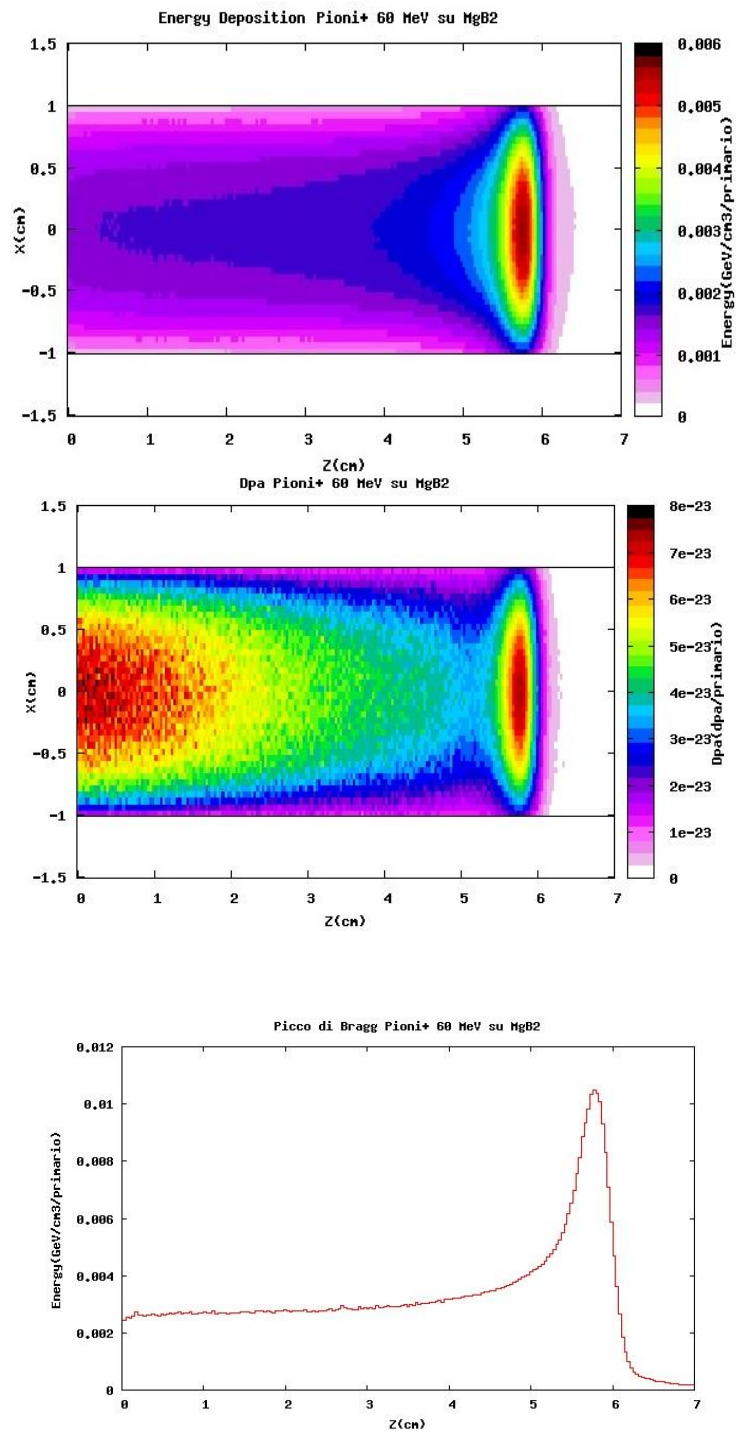 Energy Deposition Pioni+ 60 MeV su MgB2
1.5
1
0.5
0
-0.5
-1
-1.5
X(cm)
0 1 2 3 4 5 6 7
Z(cm)
0.006
0.005
0.004
0.003
0.002
0.001
0
Energy(GeV/cm3/primario)
Dpa Pioni+ 60 MeV su MgB2
1.5
1
0.5
0
-0.5
-1
-1.5
X(cm)
0 1 2 3 4 5 6 7
Z(cm)
8e-23
7e-23
6e-23
5e-23
4e-23
3e-23
2e-23
1e-23
0
Dpa(dpa/primario)
Picco di Bragg Pioni+ 60 MeV su MgB2
0.012
0.01
0.008
0.006
0.004
0.002
0
Energy(GeV/cm3/primario)
0 1 2 3 4 5 6 7
Z(cm)